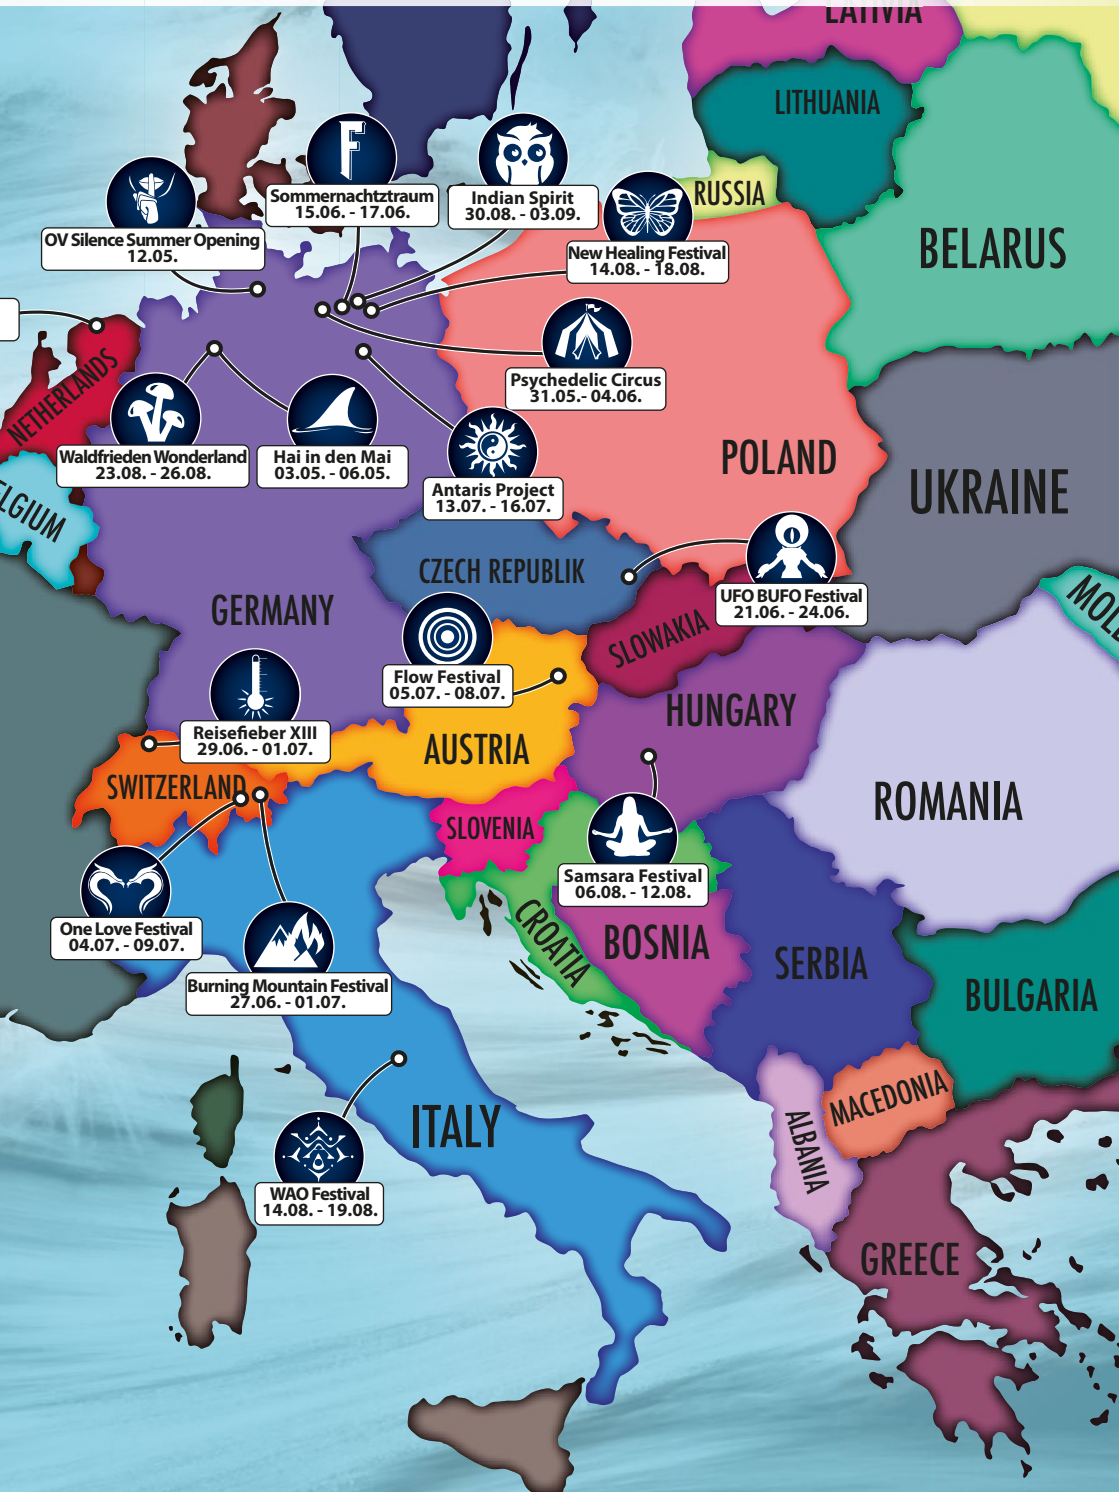 LATIVIA
LITHUANIA
RUSSIA
BELARUS
Sommernachtztraum
15.06. - 17.06.
Indian Spirit
30.08. - 03.09.
OV Silence Summer Opening
12.05.
New Healing Festival
14.08. - 18.08.
Psychedelic Circus
31.05.- 04.06.
NETHERLANDS
Waldfrieden Wonderland
23.08. - 26.08.
Hai in den Mai
03.05. - 06.05.
Antaris Project
13.07. - 16.07.
POLAND
UKRAINE
ELGIUM
CZECH REPUBLIK
UFO BUFO Festival
21.06. - 24.06.
GERMANY
SLOWAKIA
Flow Festival
05.07. - 08.07.
HUNGARY
Reisefieber XIII
29.06. - 01.07.
AUSTRIA
SWITZERLAND
ROMANIA
SLOVENIA
Samsara Festival
06.08. - 12.08.
One Love Festival
04.07. - 09.07.
CROATIA
BOSNIA
SERBIA
Burning Mountain Festival
27.06. - 01.07.
BULGARIA
MACEDONIA
ITALY
ALBANIA
WAO Festival
14.08. - 19.08.
GREECE